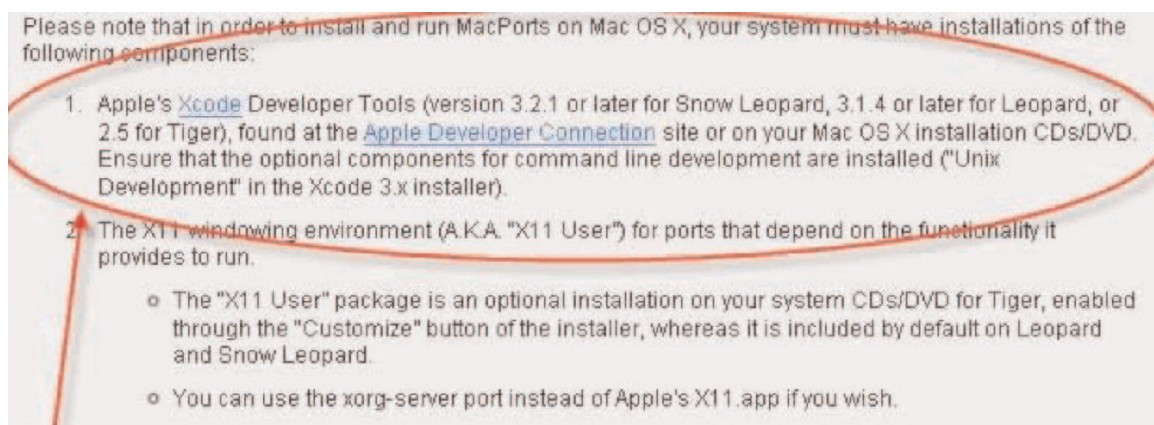 Please note that in order to install and run MacPorts on Mac OS X, your system must have installations of the
following components:
1. Apple's Xcode Developer Tools (version 3.2.1 or later for Snow Leopard, 3.1.4 or later for Leopard, or
2.5 for Tiger), found at the Apple Developer Connection site or on your Mac OS X installation CDs/DVD.
Ensure that the optional components for command line development are installed ("Unix
Development" in the Xcode 3.x installer).
2. The X11 windowing environment (A.K.A. "X11 User") for ports that depend on the functionality it
provides to run.
The "X11 User" package is an optional installation on your system CDs/DVD for Tiger, enabled
through the "Customize" button of the installer, whereas it is included by default on Leopard
and Snow Leopard.
You can use the xorg-server port instead of Apple's X11.app if you wish.